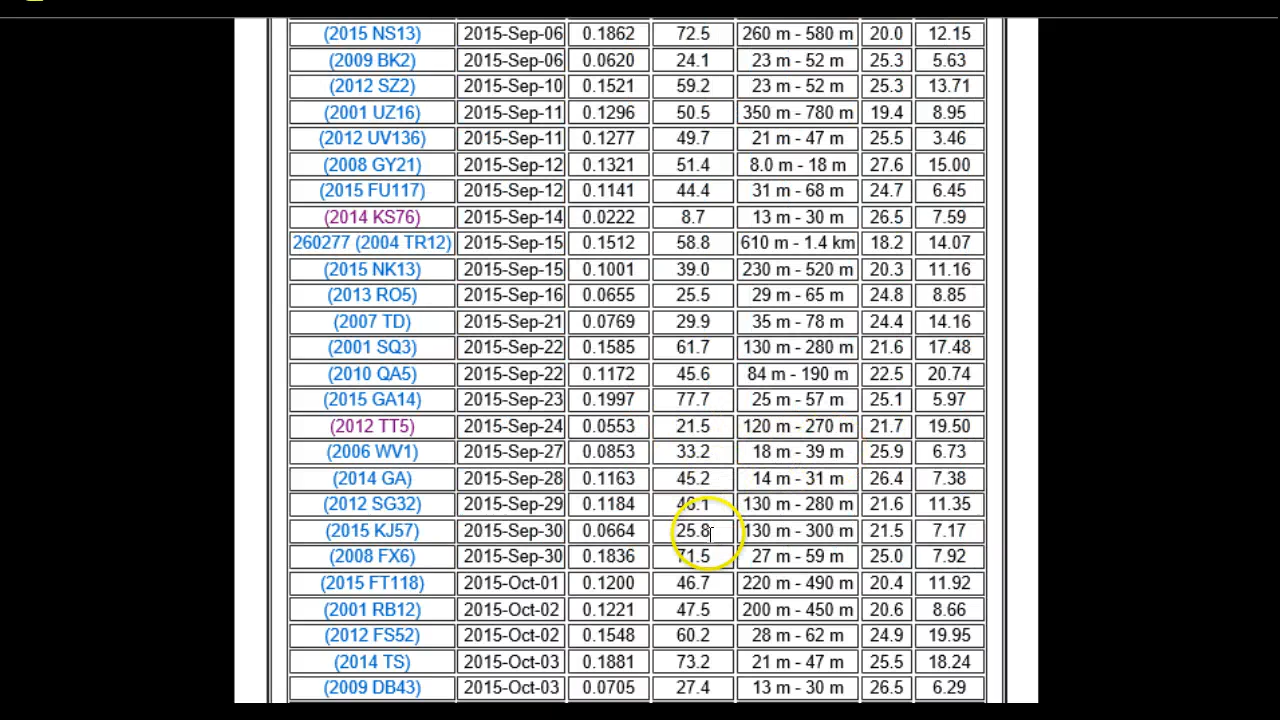 (2015 NS13) 2015-Sep-06 0.1862 72.5 260 m - 580 m 20.0 12.15
(2009 BK2) 2015-Sep-06 0.0620 24.1 23 m - 52 m 25.3 5.63
(2012 SZ2) 2015-Sep-10 0.1521 59.2 23 m - 52 m 25.3 13.71
(2001 UZ16) 2015-Sep-11 0.1296 50.5 350 m - 780 m 19.4 8.95
(2012 UV136) 2015-Sep-11 0.1277 49.7 21 m - 47 m 25.5 3.46
(2008 GY21) 2015-Sep-12 0.1321 51.4 8.0 m - 18 m 27.6 15.00
(2015 FU117) 2015-Sep-12 0.1141 44.4 31 m - 68 m 24.7 6.45
(2014 KS76) 2015-Sep-14 0.0222 8.7 13 m - 30 m 26.5 7.59
260277 (2004 TR12) 2015-Sep-15 0.1512 58.8 610 m - 1.4 km 18.2 14.07
(2015 NK13) 2015-Sep-15 0.1001 39.0 230 m - 520 m 20.3 11.16
(2013 RO5) 2015-Sep-16 0.0655 25.5 29 m - 65 m 24.8 8.85
(2007 TD) 2015-Sep-21 0.0769 29.9 35 m - 78 m 24.4 14.16
(2001 SQ3) 2015-Sep-22 0.1585 61.7 130 m - 280 m 21.6 17.48
(2010 QA5) 2015-Sep-22 0.1172 45.6 84 m - 190 m 22.5 20.74
(2015 GA14) 2015-Sep-23 0.1997 77.7 25 m - 57 m 25.1 5.97
(2012 TT5) 2015-Sep-24 0.0553 21.5 120 m - 270 m 21.7 19.50
(2006 WV1) 2015-Sep-27 0.0853 33.2 18 m - 39 m 25.9 6.73
(2014 GA) 2015-Sep-28 0.1163 45.2 14 m - 31 m 26.4 7.38
(2012 SG32) 2015-Sep-29 0.1184 46.1 130 m - 280 m 21.6 11.35
(2015 KJ57) 2015-Sep-30 0.0664 25.8 130 m - 300 m 21.5 7.17
(2008 FX6) 2015-Sep-30 0.1836 71.5 27 m - 59 m 25.0 7.92
(2015 FT118) 2015-Oct-01 0.1200 46.7 220 m - 490 m 20.4 11.92
(2001 RB12) 2015-Oct-02 0.1221 47.5 200 m - 450 m 20.6 8.66
(2012 FS52) 2015-Oct-02 0.1548 60.2 28 m - 62 m 24.9 19.95
(2014 TS) 2015-Oct-03 0.1881 73.2 21 m - 47 m 25.5 18.24
(2009 DB43) 2015-Oct-03 0.0705 27.4 13 m - 30 m 26.5 6.29